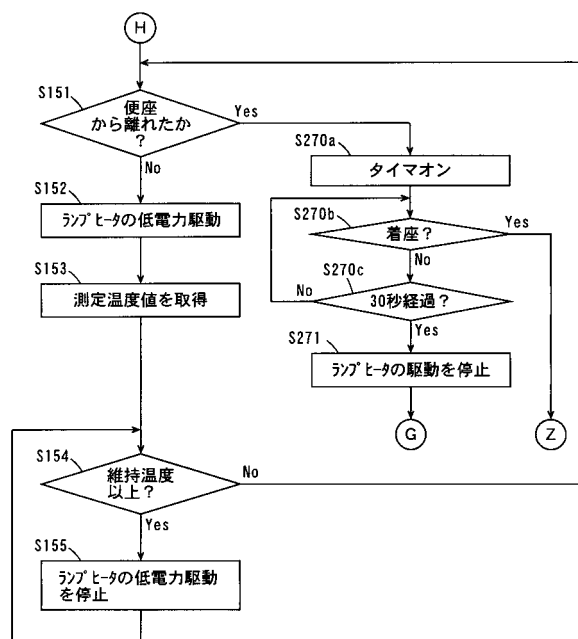 H
S151
便座
から離れたか
?
Yes
No
S270a
タイマオン
S152
ランプヒータの低電力駆動
S270b
着座?
Yes
No
S153
測定温度値を取得
S270c
30秒経過?
No
Yes
S271
ランプヒータの駆動を停止
G
Z
S154
維持温度
以上?
No
Yes
S155
ランプヒータの低電力駆動
を停止